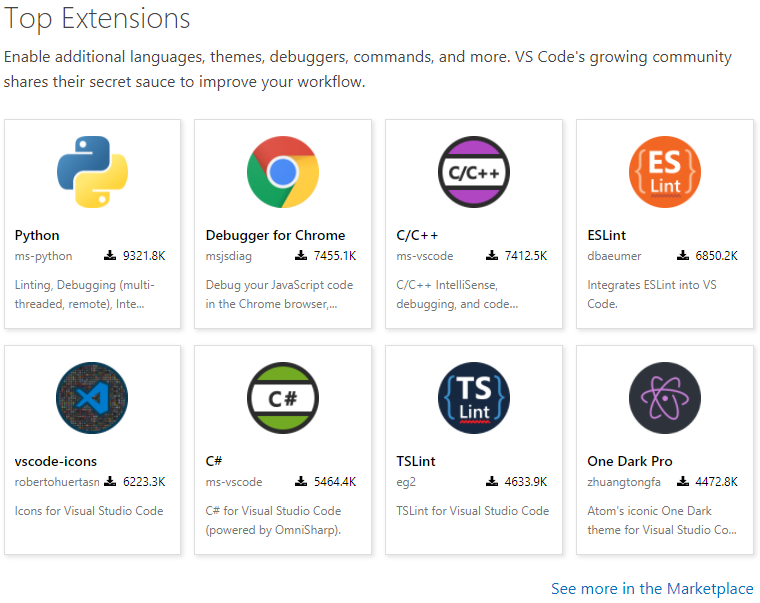 Top Extensions
Enable additional languages, themes, debuggers, commands, and more. VS Code's growing community
shares their secret sauce to improve your workflow.
C/C++
{ES
Lint}
Python
ms-python 9321.8K
Linting, Debugging (multi-
threaded, remote), Inte...
Debugger for Chrome
msjsdiag 7455.1K
Debug your JavaScript code
in the Chrome browser,...
C/C++
ms-vscode 7412.5K
C/C++ IntelliSense,
debugging, and code...
ESLint
dbaeumer 6850.2K
Integrates ESLint into VS
Code.
C#
{TS
Lint}
vscode-icons
robertohuertasm 6223.3K
Icons for Visual Studio Code
C#
ms-vscode 5464.4K
C# for Visual Studio Code
(powered by OmniSharp).
TSLint
eg2 4633.9K
TSLint for Visual Studio Code
One Dark Pro
zhuangtongfa 4472.8K
Atom's iconic One Dark
theme for Visual Studio Co...
See more in the Marketplace